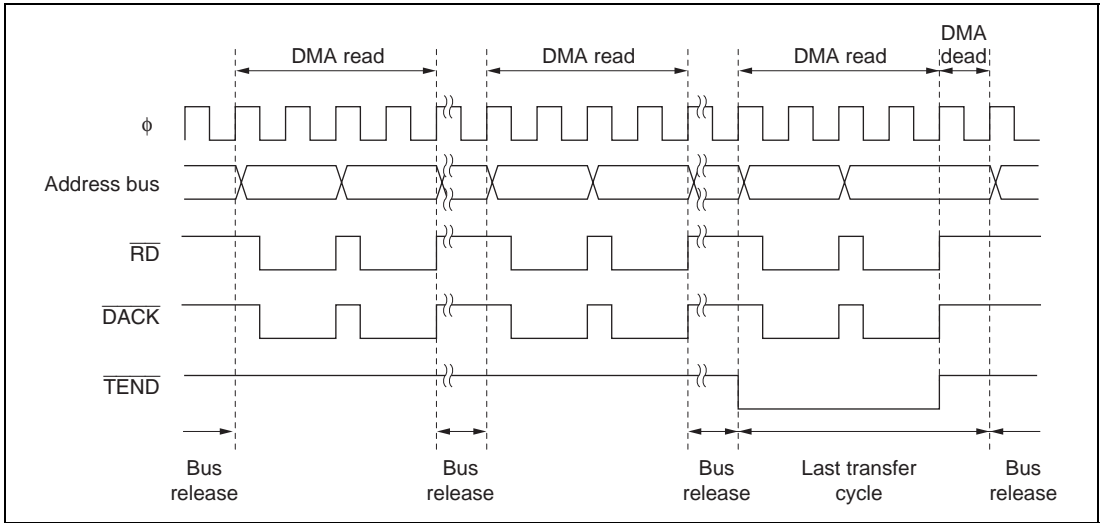 DMA
DMA read DMA read DMA read dead
φ
Address bus
RD
DACK
TEND
Bus Bus Bus Last transfer Bus
release release release cycle release